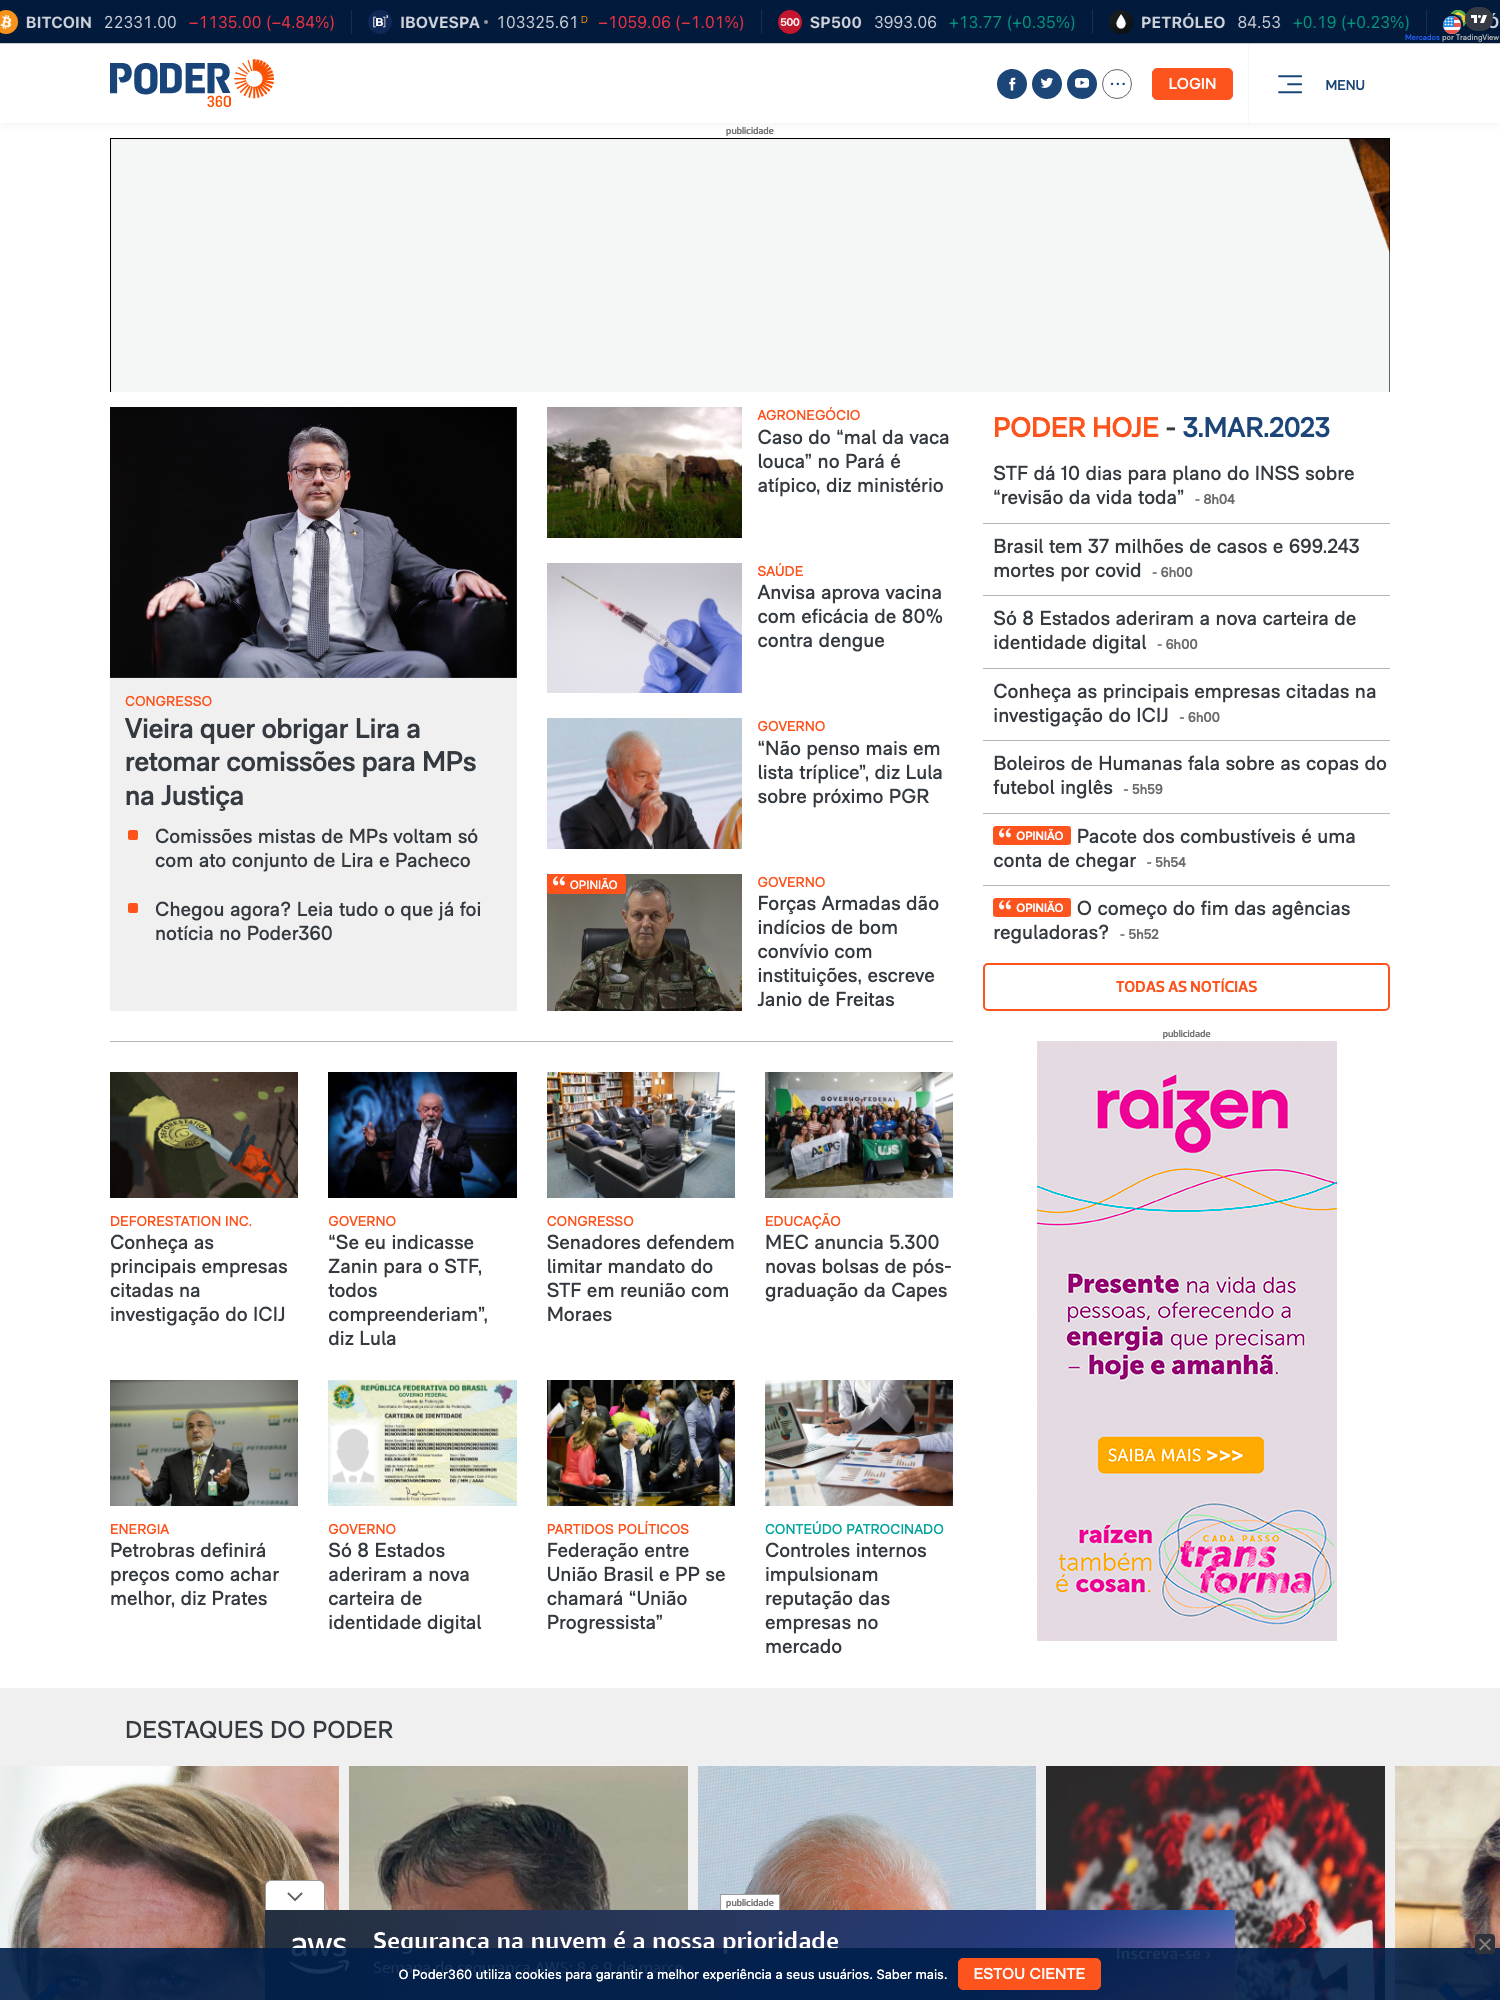 BITCOIN 22331.00 −1135.00 (−4.84%)
IBOVESPA 103325.61 D −1059.06 (−1.01%)
500 SP500 3993.06 +13.77 (+0.35%)
PETRÓLEO 84.53 +0.19 (+0.23%)
Mercados por TradingView
PODER
360
LOGIN
MENU
publicidade
CONGRESSO
Vieira quer obrigar Lira a
retomar comissões para MPs
na Justiça
Comissões mistas de MPs voltam só
com ato conjunto de Lira e Pacheco
Chegou agora? Leia tudo o que já foi
notícia no Poder360
AGRONEGÓCIO
Caso do “mal da vaca
louca” no Pará é
atípico, diz ministério
SAÚDE
Anvisa aprova vacina
com eficácia de 80%
contra dengue
GOVERNO
“Não penso mais em
lista tríplice”, diz Lula
sobre próximo PGR
“ OPINIÃO
GOVERNO
Forças Armadas dão
indícios de bom
convívio com
instituições, escreve
Janio de Freitas
PODER HOJE - 3.MAR.2023
STF dá 10 dias para plano do INSS sobre
“revisão da vida toda” - 8h04
Brasil tem 37 milhões de casos e 699.243
mortes por covid - 6h00
Só 8 Estados aderiram a nova carteira de
identidade digital - 6h00
Conheça as principais empresas citadas na
investigação do ICIJ - 6h00
Boleiros de Humanas fala sobre as copas do
futebol inglês - 5h59
“ OPINIÃO Pacote dos combustíveis é uma
conta de chegar - 5h54
“ OPINIÃO O começo do fim das agências
reguladoras? - 5h52
TODAS AS NOTÍCIAS
publicidade
raízen
Presente na vida das
pessoas, oferecendo a
energia que precisam
– hoje e amanhã.
SAIBA MAIS >>>
raízen
também
é cosan.
CADA PASSO
transforma
DEFORESTATION INC.
Conheça as
principais empresas
citadas na
investigação do ICIJ
GOVERNO
“Se eu indicasse
Zanin para o STF,
todos
compreenderiam”,
diz Lula
CONGRESSO
Senadores defendem
limitar mandato do
STF em reunião com
Moraes
GOVERNO FEDERAL
EDUCAÇÃO
MEC anuncia 5.300
novas bolsas de pós-
graduação da Capes
PETROBRAS
ENERGIA
Petrobras definirá
preços como achar
melhor, diz Prates
REPÚBLICA FEDERATIVA DO BRASIL
GOVERNO FEDERAL
CARTEIRA DE IDENTIDADE
GOVERNO
Só 8 Estados
aderiram a nova
carteira de
identidade digital
PARTIDOS POLÍTICOS
Federação entre
União Brasil e PP se
chamará “União
Progressista”
CONTEÚDO PATROCINADO
Controles internos
impulsionam
reputação das
empresas no
mercado
DESTAQUES DO PODER
publicidade
aws
Segurança na nuvem é a nossa prioridade
Inscreva-se ›
O Poder360 utiliza cookies para garantir a melhor experiência a seus usuários. Saber mais.
ESTOU CIENTE